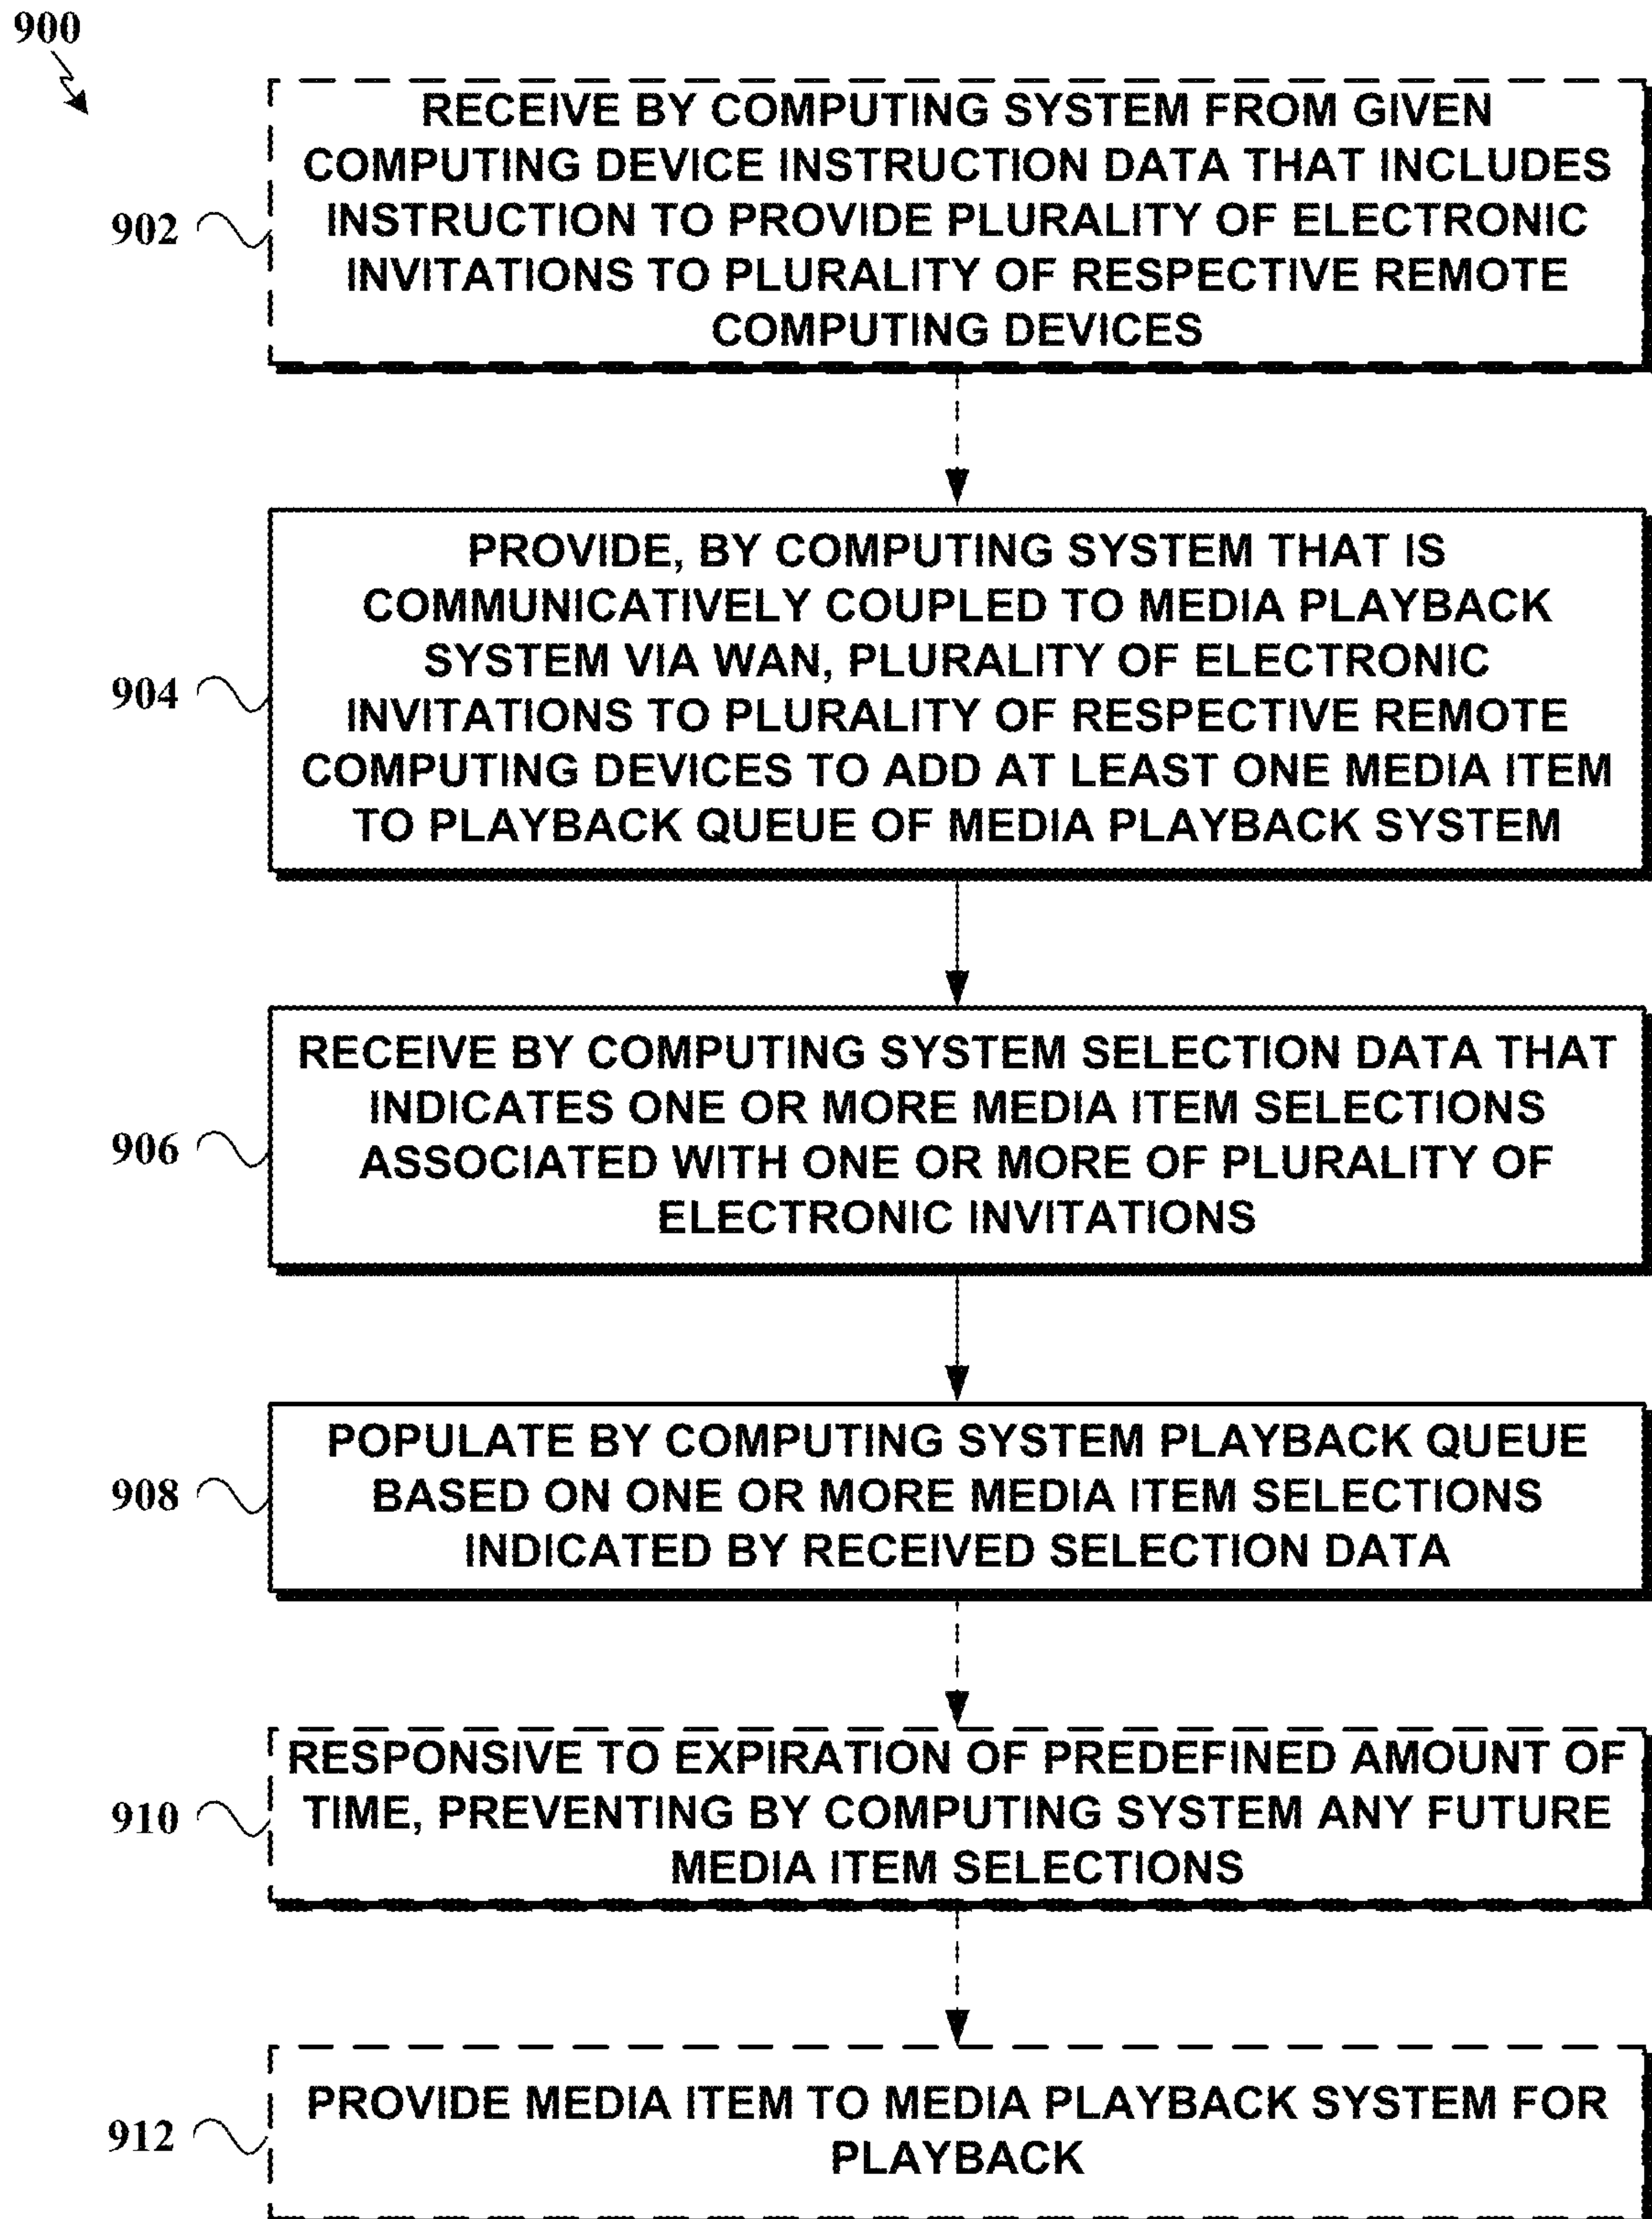 900
RECEIVE BY COMPUTING SYSTEM FROM GIVEN
COMPUTING DEVICE INSTRUCTION DATA THAT INCLUDES
INSTRUCTION TO PROVIDE PLURALITY OF ELECTRONIC
INVITATIONS TO PLURALITY OF RESPECTIVE REMOTE
COMPUTING DEVICES
902
PROVIDE, BY COMPUTING SYSTEM THAT IS
COMMUNICATIVELY COUPLED TO MEDIA PLAYBACK
SYSTEM VIA WAN, PLURALITY OF ELECTRONIC
INVITATIONS TO PLURALITY OF RESPECTIVE REMOTE
COMPUTING DEVICES TO ADD AT LEAST ONE MEDIA ITEM
TO PLAYBACK QUEUE OF MEDIA PLAYBACK SYSTEM
904
RECEIVE BY COMPUTING SYSTEM SELECTION DATA THAT
INDICATES ONE OR MORE MEDIA ITEM SELECTIONS
ASSOCIATED WITH ONE OR MORE OF PLURALITY OF
ELECTRONIC INVITATIONS
906
POPULATE BY COMPUTING SYSTEM PLAYBACK QUEUE
BASED ON ONE OR MORE MEDIA ITEM SELECTIONS
INDICATED BY RECEIVED SELECTION DATA
908
RESPONSIVE TO EXPIRATION OF PREDEFINED AMOUNT OF
TIME, PREVENTING BY COMPUTING SYSTEM ANY FUTURE
MEDIA ITEM SELECTIONS
910
PROVIDE MEDIA ITEM TO MEDIA PLAYBACK SYSTEM FOR
PLAYBACK
912